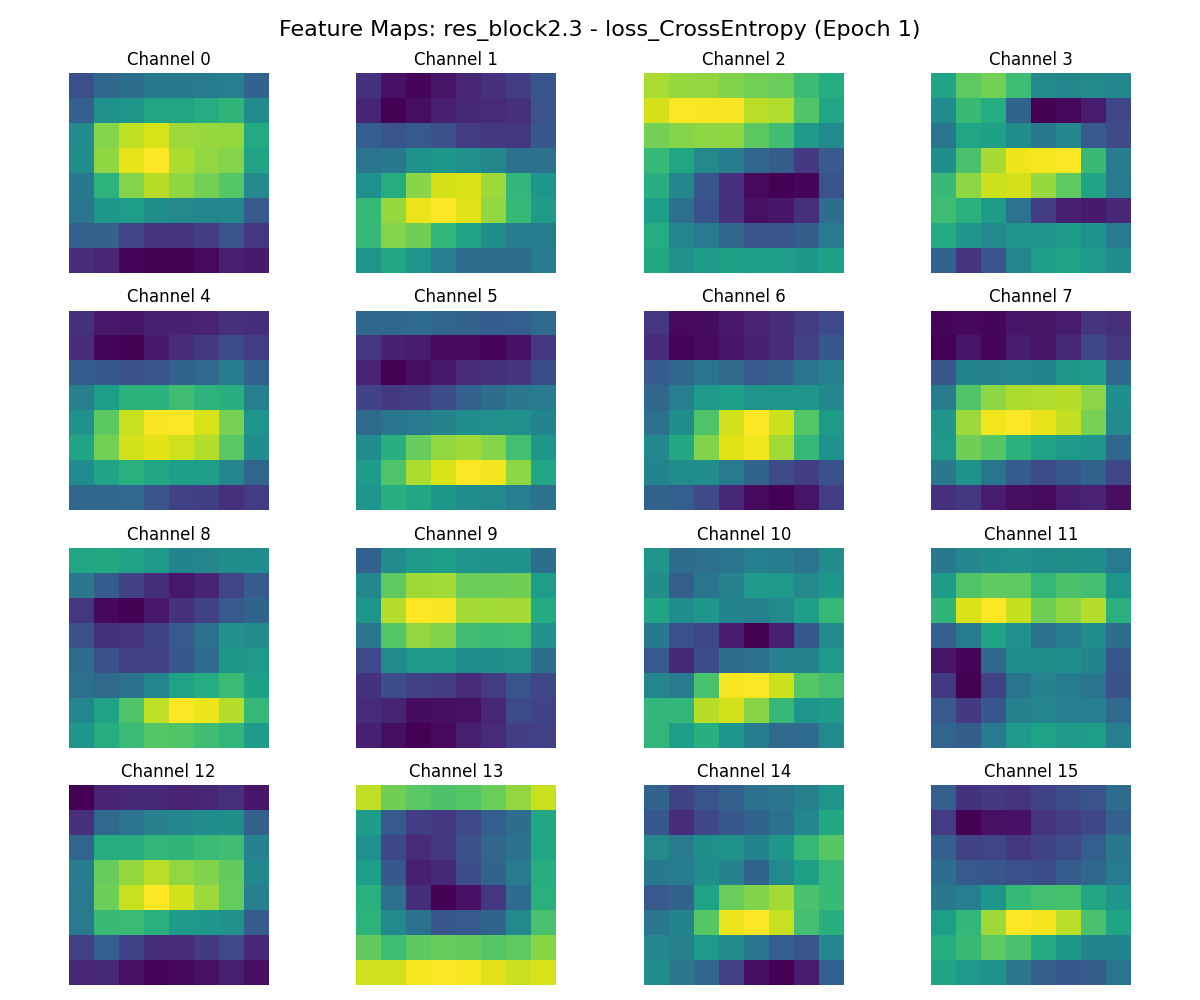 Feature Maps: res_block2.3 - loss_CrossEntropy (Epoch 1)
Channel 0
Channel 1
Channel 2
Channel 3
Channel 4
Channel 5
Channel 6
Channel 7
Channel 8
Channel 9
Channel 10
Channel 11
Channel 12
Channel 13
Channel 14
Channel 15